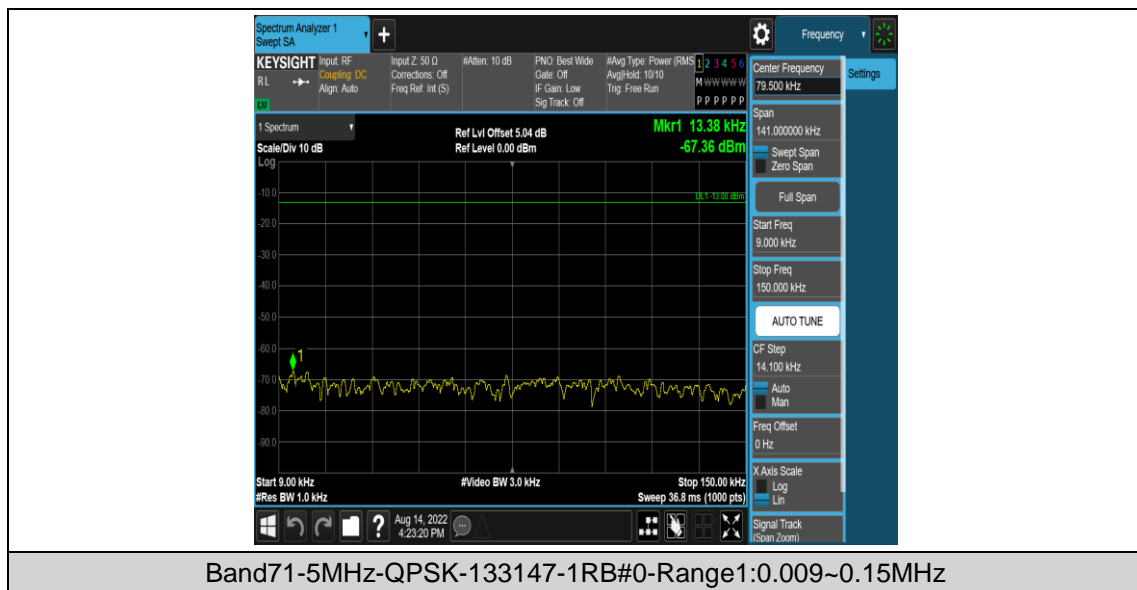 Spectrum Analyzer 1
Swept SA
Frequency
KEYSIGHT
RL
LXI
Input: RF
Coupling: DC
Align: Auto
Input Z: 50 Ω
Corrections: Off
Freq Ref: Int (S)
#Atten: 10 dB
PNO: Best Wide
Gate: Off
IF Gain: Low
Sig Track: Off
#Avg Type: Power (RMS
Avg|Hold: 10/10
Trig: Free Run
1 2 3 4 5 6
M W W W W W
P P P P P P
Center Frequency
79.500 kHz
Settings
Span
141.000000 kHz
Swept Span
Zero Span
Full Span
Start Freq
9.000 kHz
Stop Freq
150.000 kHz
AUTO TUNE
CF Step
14.100 kHz
Auto
Man
Freq Offset
0 Hz
X Axis Scale
Log
Lin
Signal Track
(Span Zoom)
1 Spectrum
Scale/Div 10 dB
Log
Ref Lvl Offset 5.04 dB
Ref Level 0.00 dBm
Mkr1 13.38 kHz
-67.36 dBm
DL1 -13.00 dBm
-10.0
-20.0
-30.0
-40.0
-50.0
-60.0
-70.0
-80.0
-90.0
1
Start 9.00 kHz
#Res BW 1.0 kHz
#Video BW 3.0 kHz
Stop 150.00 kHz
Sweep 36.8 ms (1000 pts)
?
Aug 14, 2022
4:23:20 PM
Band71-5MHz-QPSK-133147-1RB#0-Range1:0.009~0.15MHz